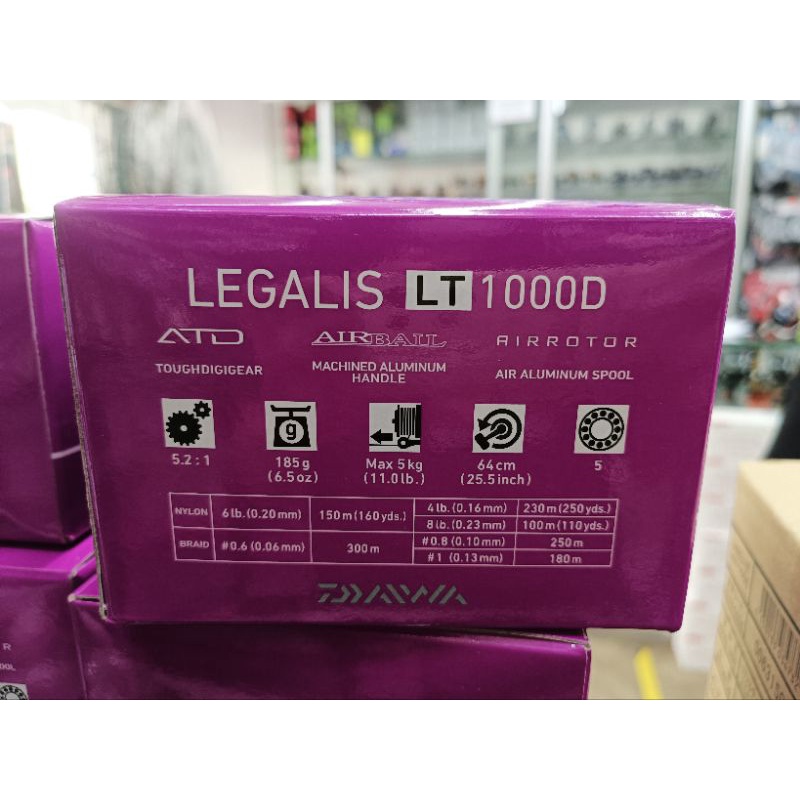 LEGALIS LT 1000D
ATD AIRBAIL AIRROTOR
TOUGHDIGIGEAR MACHINED ALUMINUM HANDLE AIR ALUMINUM SPOOL
g
5.2 : 1 185g (6.5oz) Max 5kg (11.0lb.) 64cm (25.5inch) 5
NYLON 6lb.(0.20mm) 150m(160yds.) 4lb.(0.16mm) 230m(250yds.)
8lb.(0.23mm) 100m(110yds.)
BRAID #0.6(0.06mm) 300m #0.8(0.10mm) 250m
#1 (0.13mm) 180m
DAIWA
R
OOL